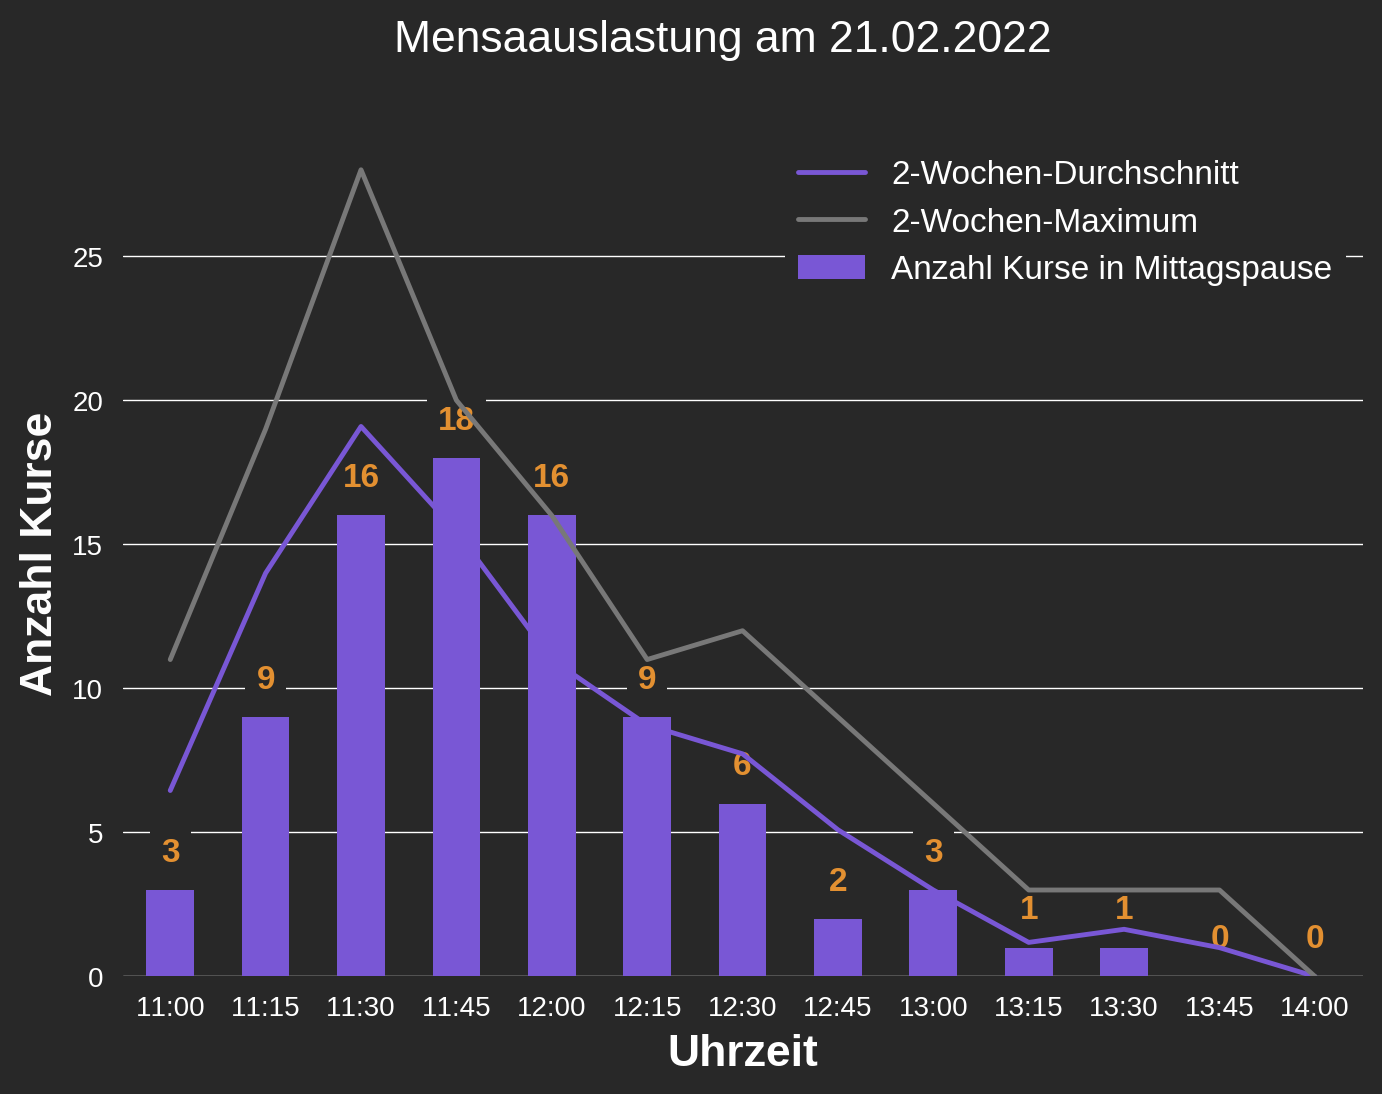 Mensaauslastung am 21.02.2022
2-Wochen-Durchschnitt
2-Wochen-Maximum
Anzahl Kurse in Mittagspause
Anzahl Kurse
25
20
15
10
5
0
3
9
16
18
16
9
6
2
3
1
1
0
0
11:00 11:15 11:30 11:45 12:00 12:15 12:30 12:45 13:00 13:15 13:30 13:45 14:00
Uhrzeit